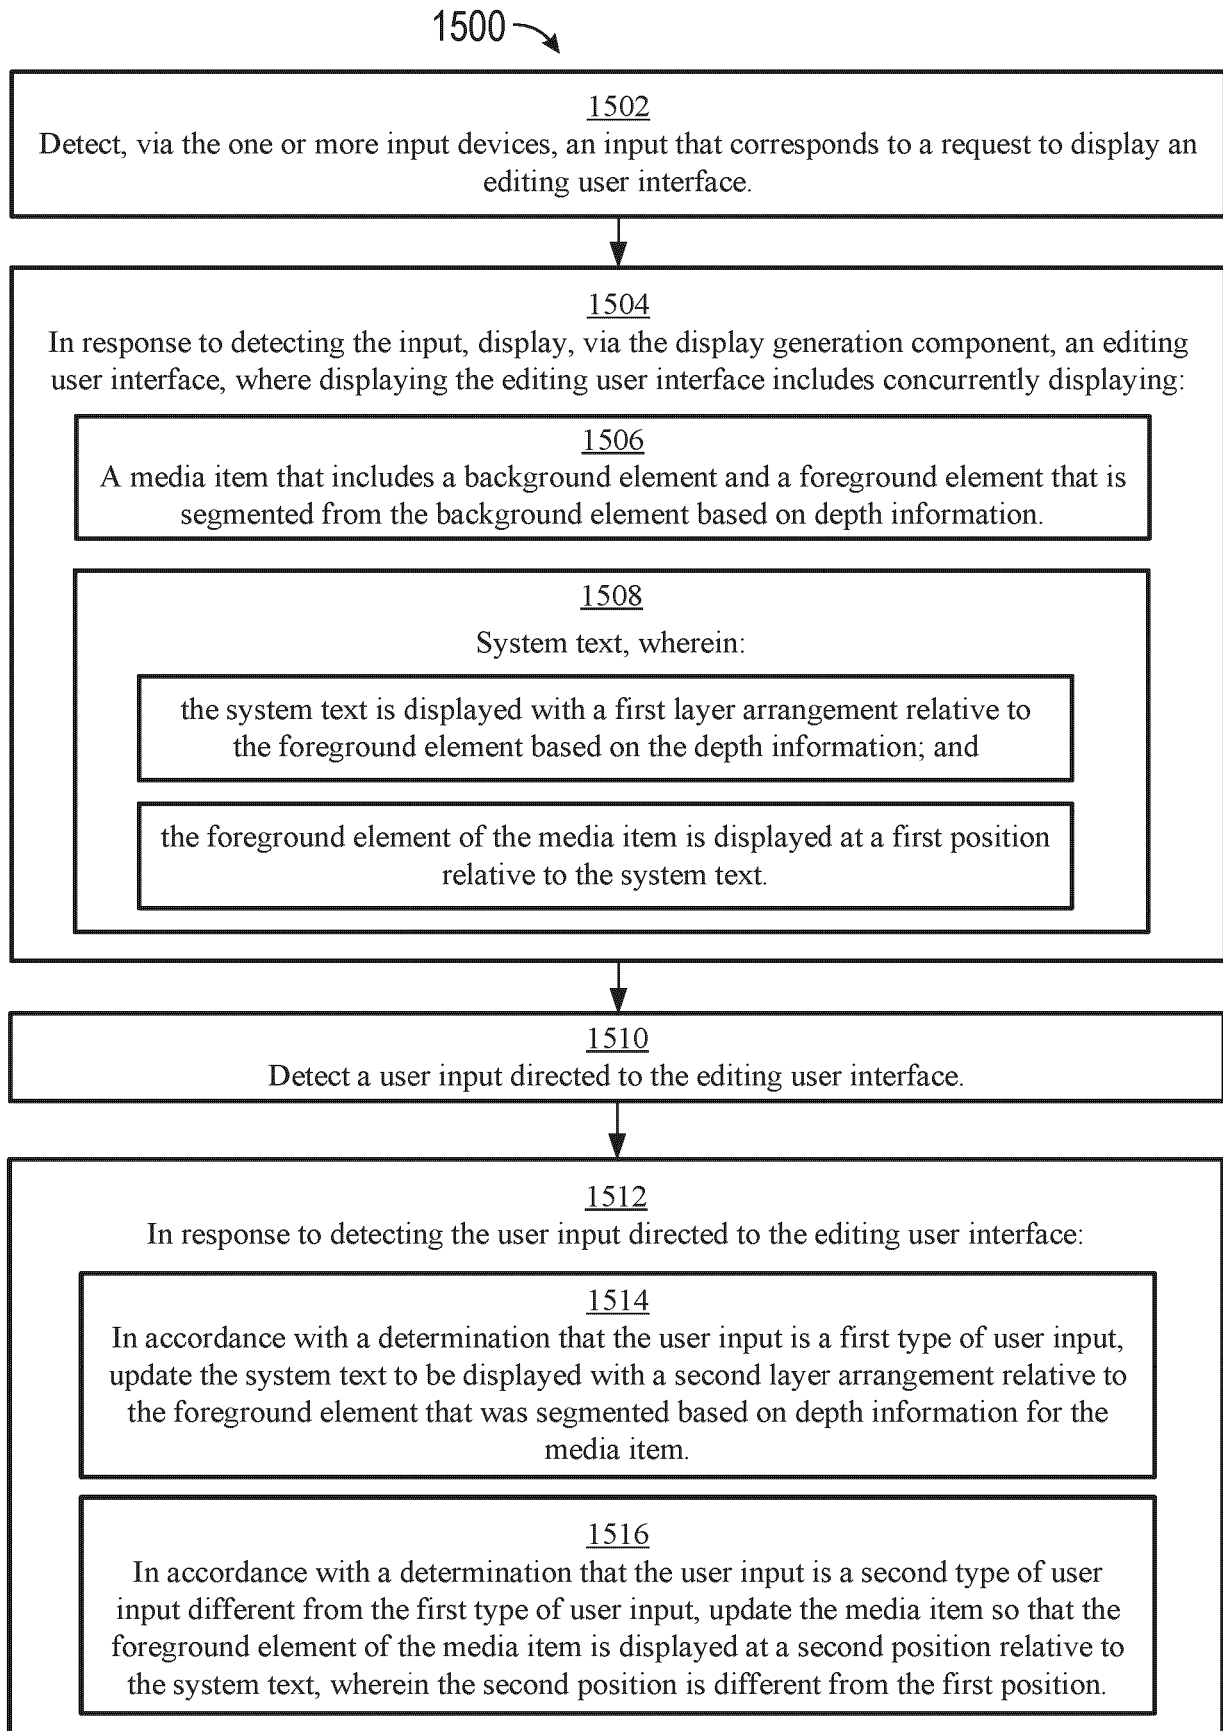 1500
1502
Detect, via the one or more input devices, an input that corresponds to a request to display an
editing user interface.
1504
In response to detecting the input, display, via the display generation component, an editing
user interface, where displaying the editing user interface includes concurrently displaying:
1506
A media item that includes a background element and a foreground element that is
segmented from the background element based on depth information.
1508
System text, wherein:
the system text is displayed with a first layer arrangement relative to
the foreground element based on the depth information; and
the foreground element of the media item is displayed at a first position
relative to the system text.
1510
Detect a user input directed to the editing user interface.
1512
In response to detecting the user input directed to the editing user interface:
1514
In accordance with a determination that the user input is a first type of user input,
update the system text to be displayed with a second layer arrangement relative to
the foreground element that was segmented based on depth information for the
media item.
1516
In accordance with a determination that the user input is a second type of user
input different from the first type of user input, update the media item so that the
foreground element of the media item is displayed at a second position relative to
the system text, wherein the second position is different from the first position.